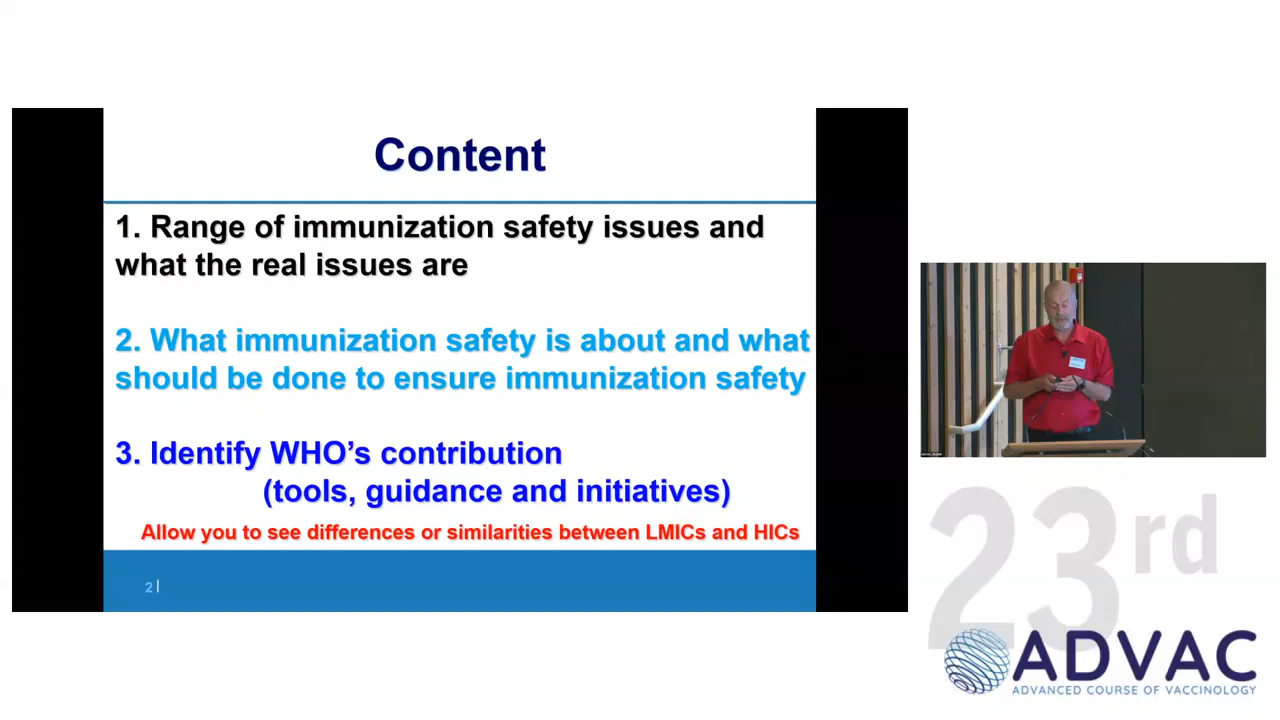 Content
1. Range of immunization safety issues and
what the real issues are
2. What immunization safety is about and what
should be done to ensure immunization safety
3. Identify WHO's contribution
(tools, guidance and initiatives)
Allow you to see differences or similarities between LMICs and HICs
2|
23rd
ADVAC
ADVANCED COURSE OF VACCINOLOGY